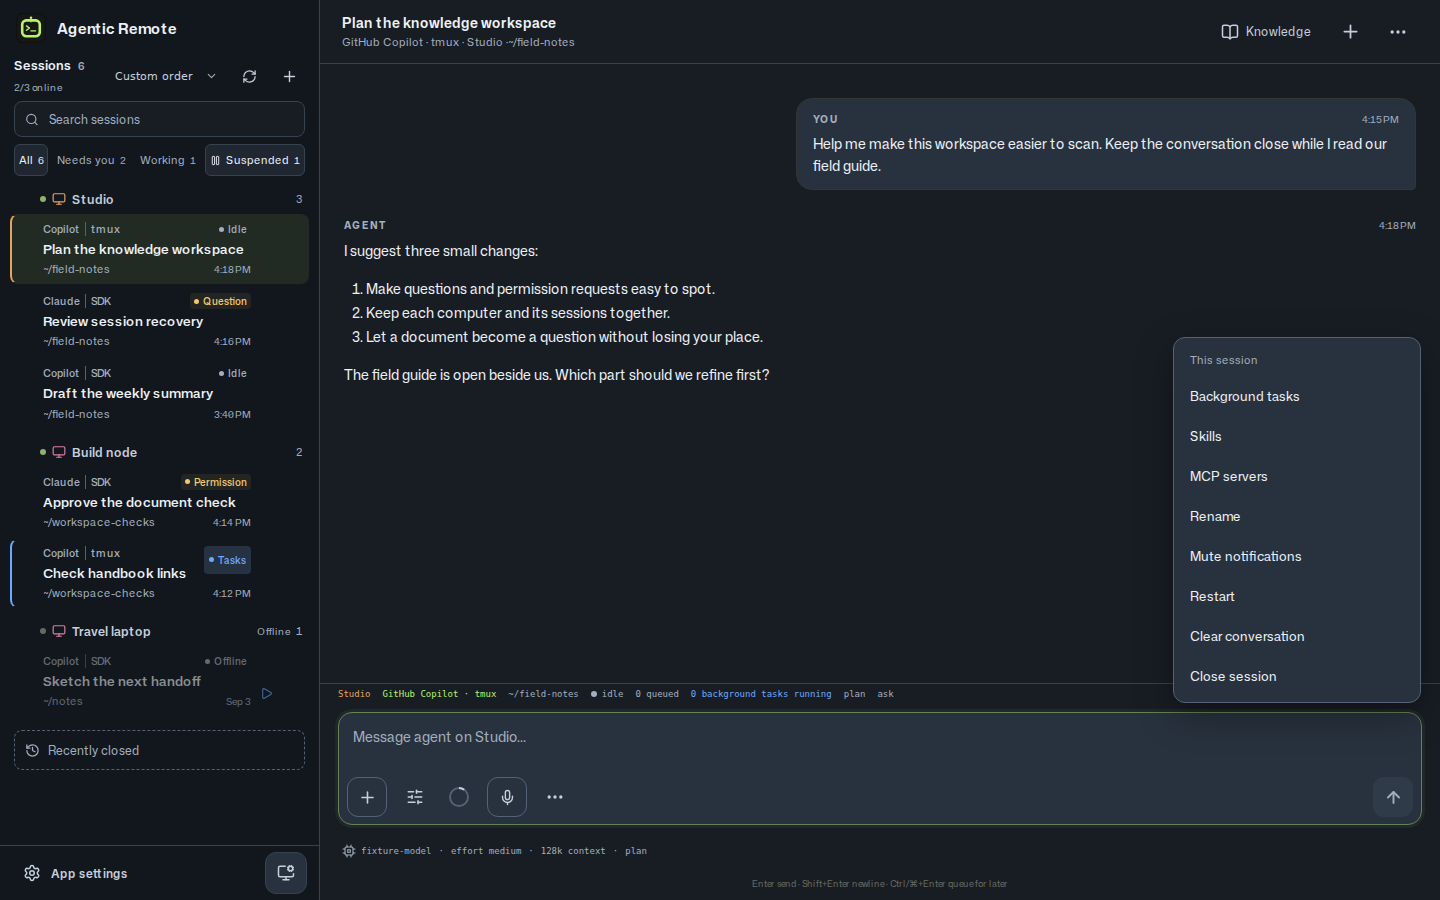 Agentic Remote
Sessions 6
2/3 online
Custom order
Search sessions
All 6
Needs you 2
Working 1
Suspended 1
Studio 3
Copilot | tmux Idle
Plan the knowledge workspace
~/field-notes 4:18 PM
Claude | SDK Question
Review session recovery
~/field-notes 4:16 PM
Copilot | SDK Idle
Draft the weekly summary
~/field-notes 3:40 PM
Build node 2
Claude | SDK Permission
Approve the document check
~/workspace-checks 4:14 PM
Copilot | tmux Tasks
Check handbook links
~/workspace-checks 4:12 PM
Travel laptop Offline 1
Copilot | SDK Offline
Sketch the next handoff
~/notes Sep 3
Recently closed
App settings
Plan the knowledge workspace
GitHub Copilot · tmux · Studio · ~/field-notes
Knowledge
YOU 4:15 PM
Help me make this workspace easier to scan. Keep the conversation close while I read our
field guide.
AGENT 4:18 PM
I suggest three small changes:
1. Make questions and permission requests easy to spot.
2. Keep each computer and its sessions together.
3. Let a document become a question without losing your place.
The field guide is open beside us. Which part should we refine first?
This session
Background tasks
Skills
MCP servers
Rename
Mute notifications
Restart
Clear conversation
Close session
Studio GitHub Copilot · tmux ~/field-notes idle 0 queued 0 background tasks running plan ask
Message agent on Studio...
fixture-model · effort medium · 128k context · plan
Enter send · Shift+Enter newline · Ctrl/⌘+Enter queue for later